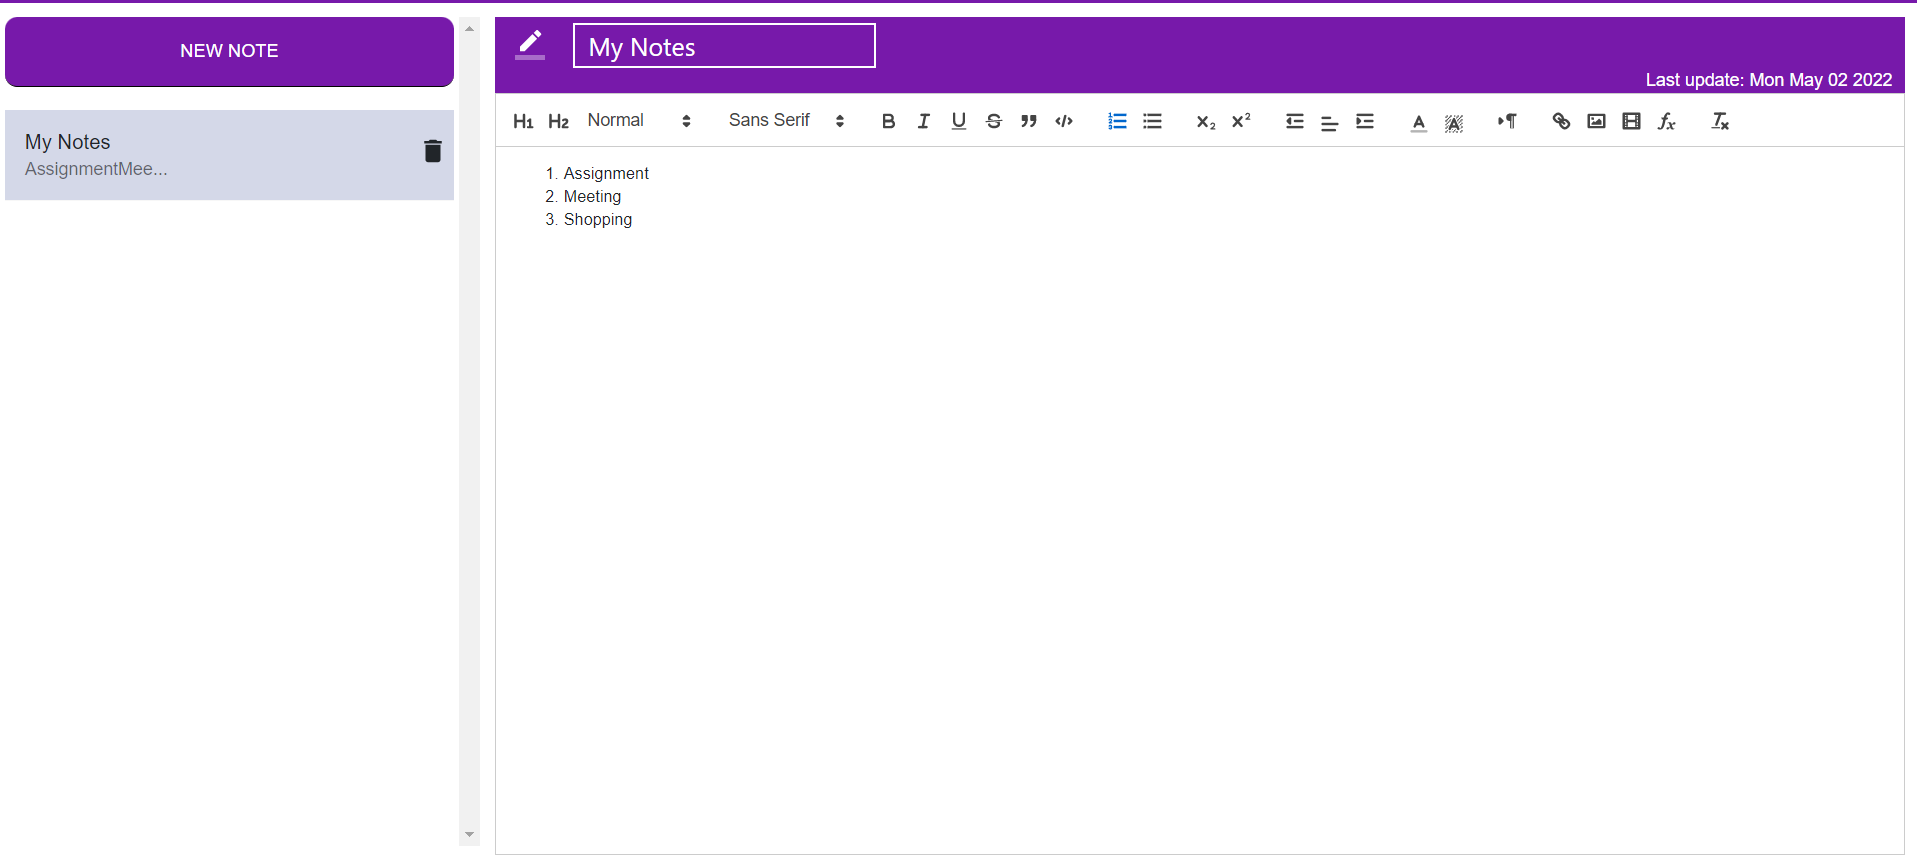 NEW NOTE
My Notes
AssignmentMee...
My Notes
Last update: Mon May 02 2022
H1 H2 Normal Sans Serif B I U S
1. Assignment
2. Meeting
3. Shopping